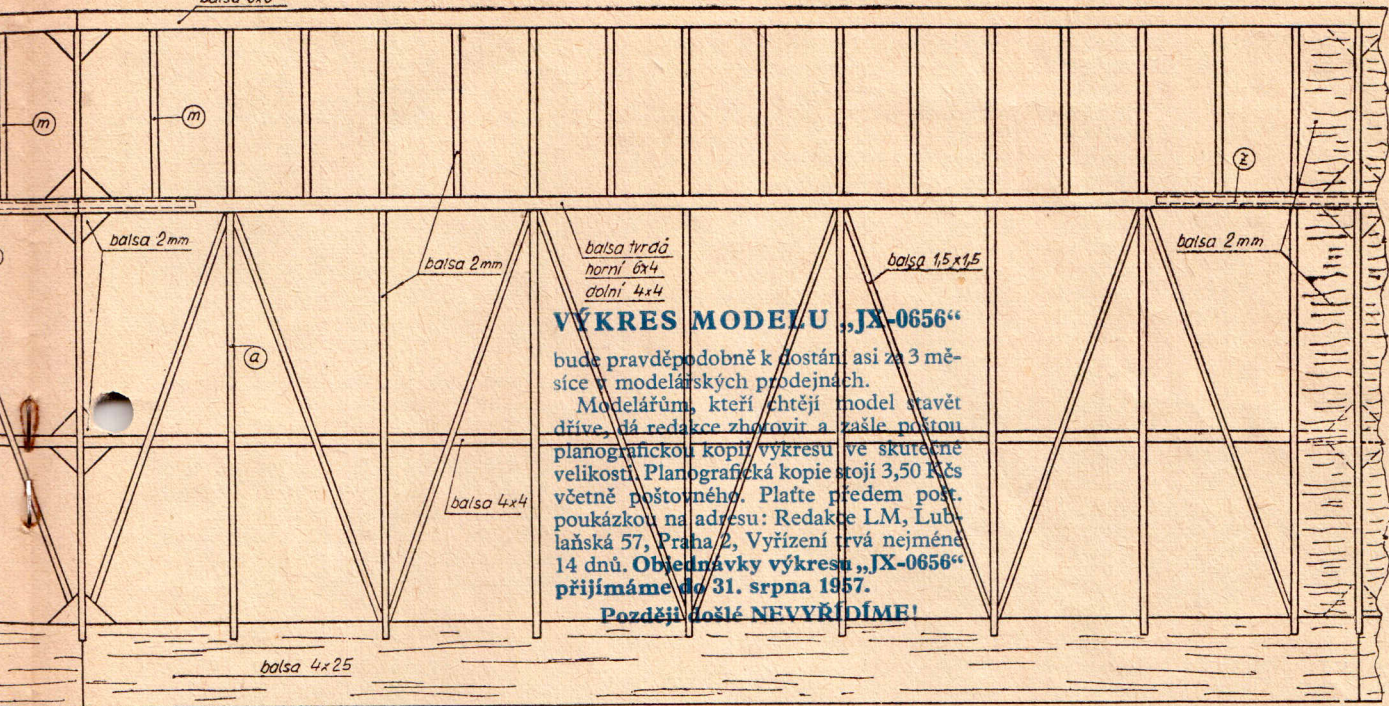 m
m
ž
balsa 2mm
balsa 2mm
balsa tvrdá
horní 6x4
dolní 4x4
balsa 1,5x1,5
balsa 2mm
a
balsa 4x4
balsa 4x25
VÝKRES MODELU „JX-0656“
bude pravděpodobně k dostání asi za 3 mě-
síce v modelářských prodejnách.
Modelářům, kteří chtějí model stavět
dříve, dá redakce zhotovit a zašle poštou
planografickou kopii výkresu ve skutečné
velikosti. Planografická kopie stojí 3,50 Kčs
včetně poštovného. Plaťte předem pošt.
poukázkou na adresu: Redakce LM, Lub-
laňská 57, Praha 2, Vyřízení trvá nejméně
14 dnů. Objednávky výkresu „JX-0656“
přijímáme do 31. srpna 1957.
Později došlé NEVYŘÍDÍME!